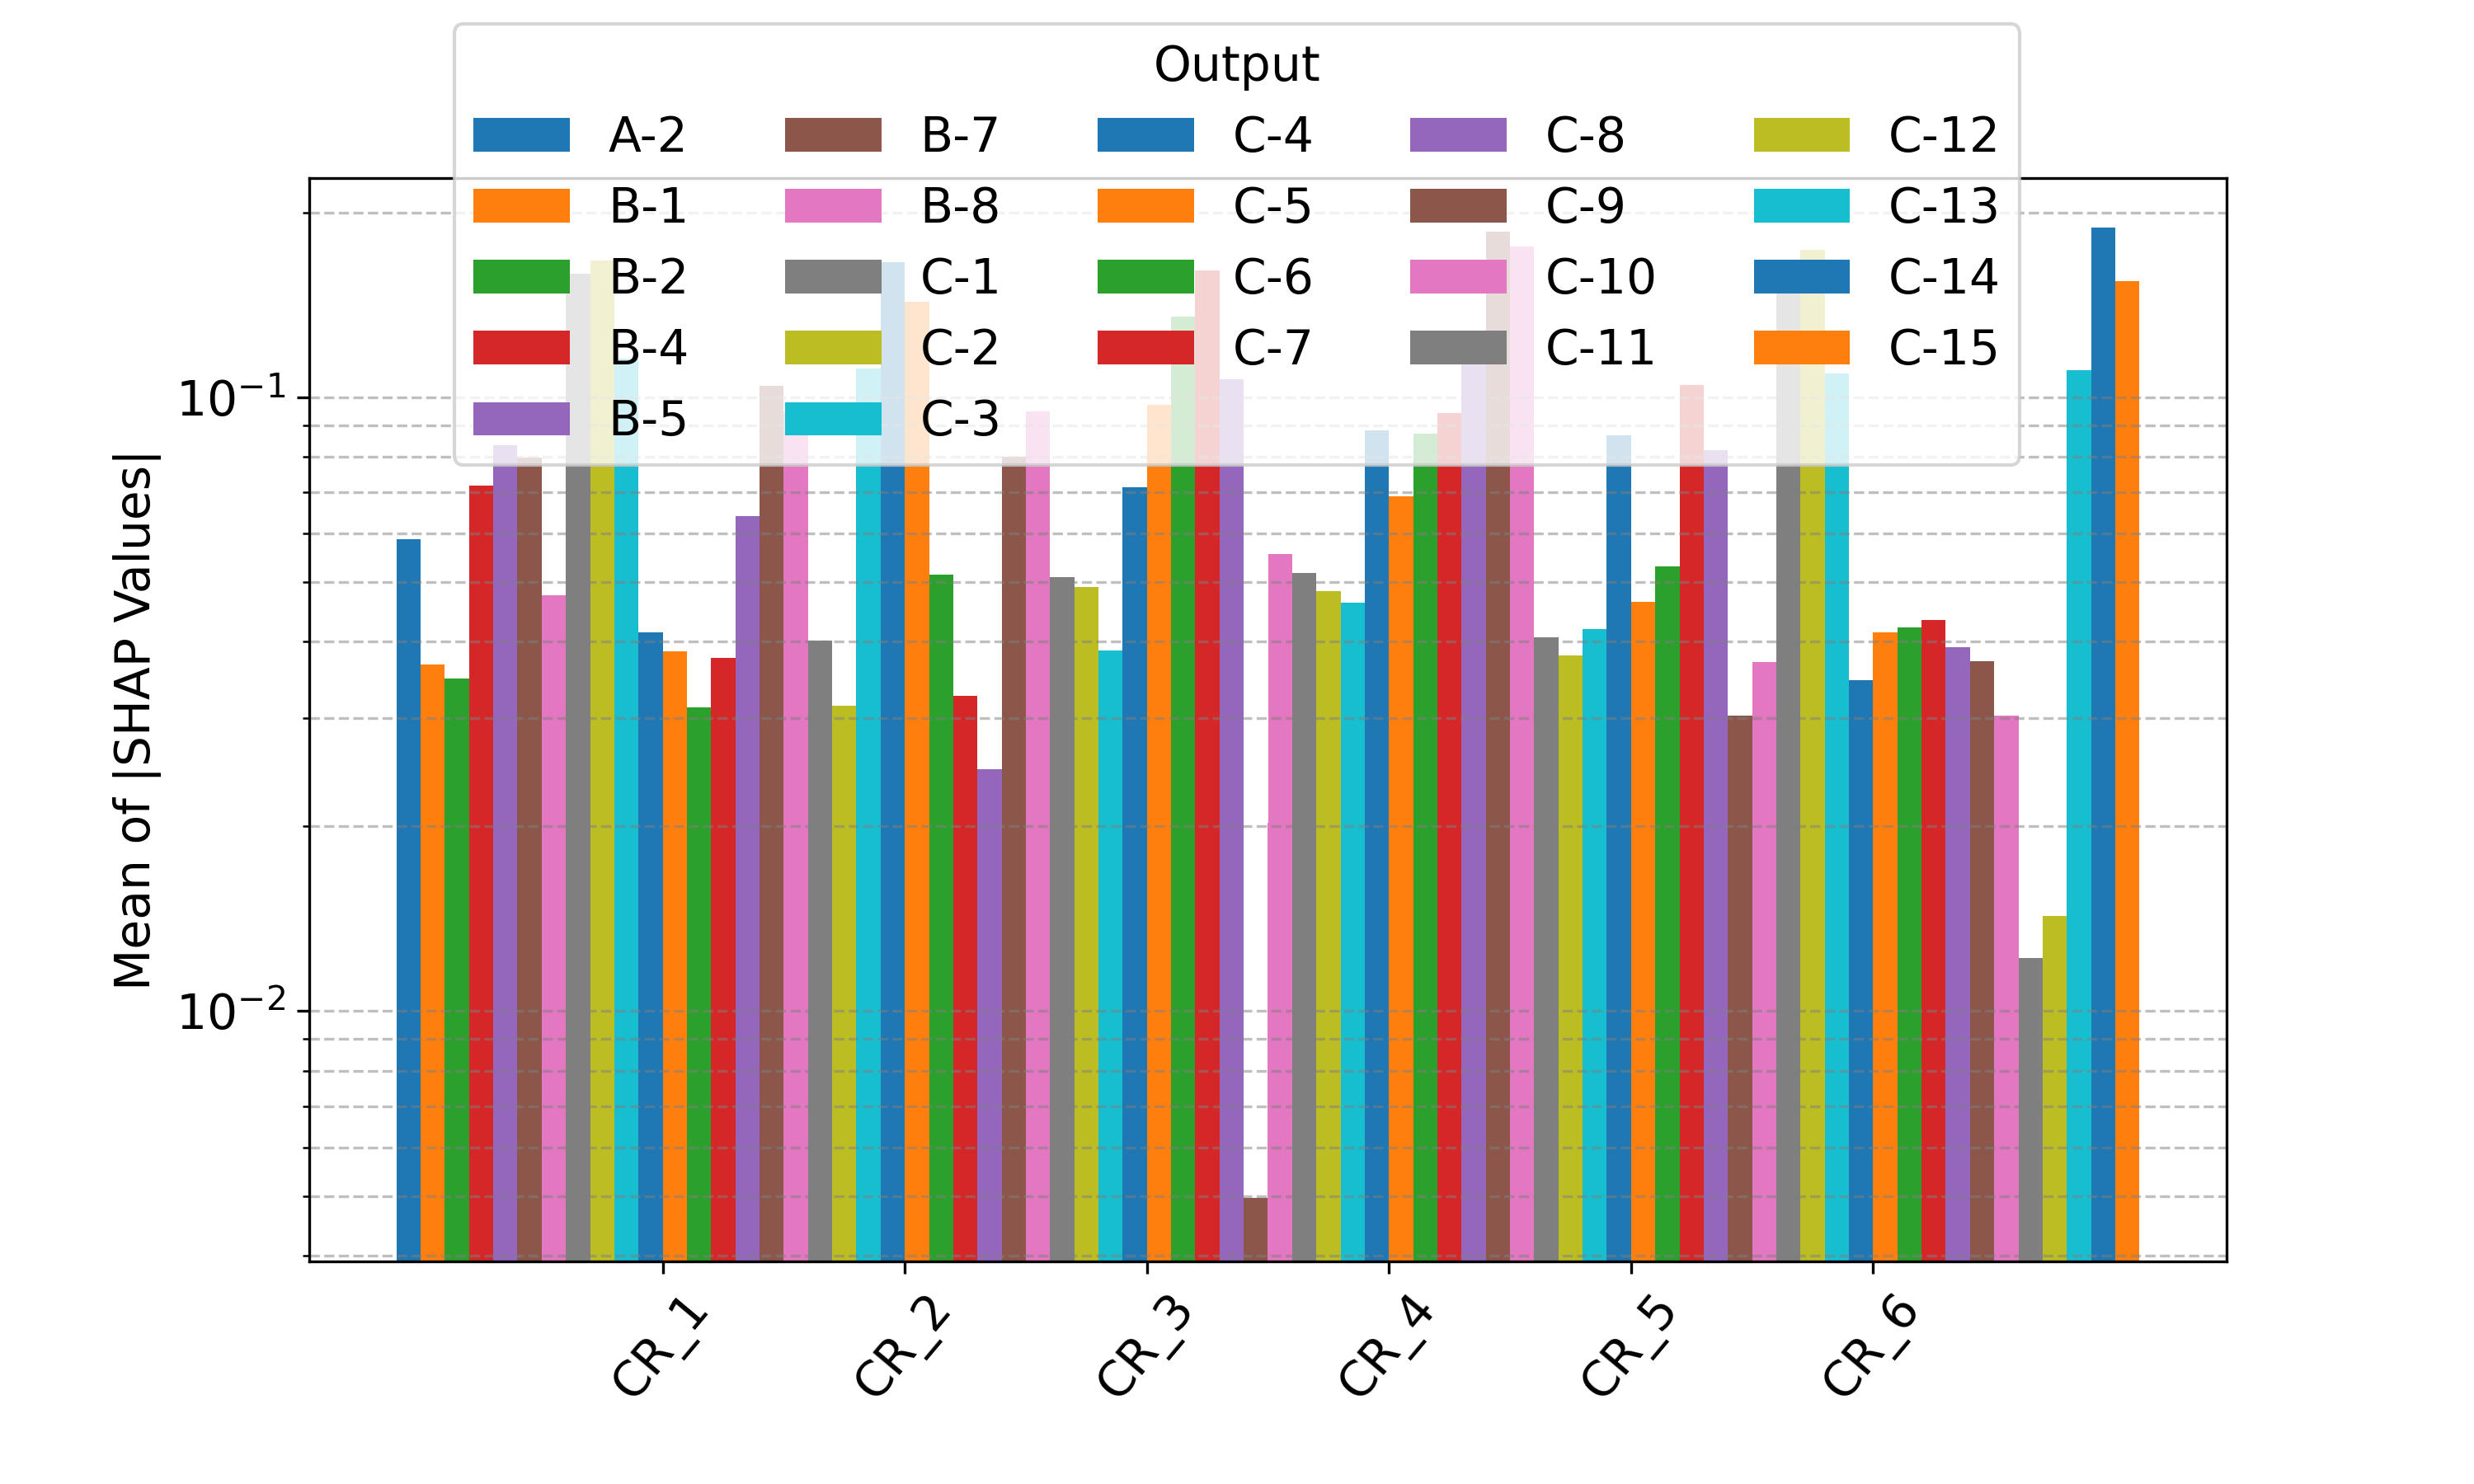 Output
A-2 B-7 C-4 C-8 C-12
B-1 B-8 C-5 C-9 C-13
B-2 C-1 C-6 C-10 C-14
B-4 C-2 C-7 C-11 C-15
B-5 C-3
10⁻¹
10⁻²
Mean of |SHAP Values|
CR_1 CR_2 CR_3 CR_4 CR_5 CR_6